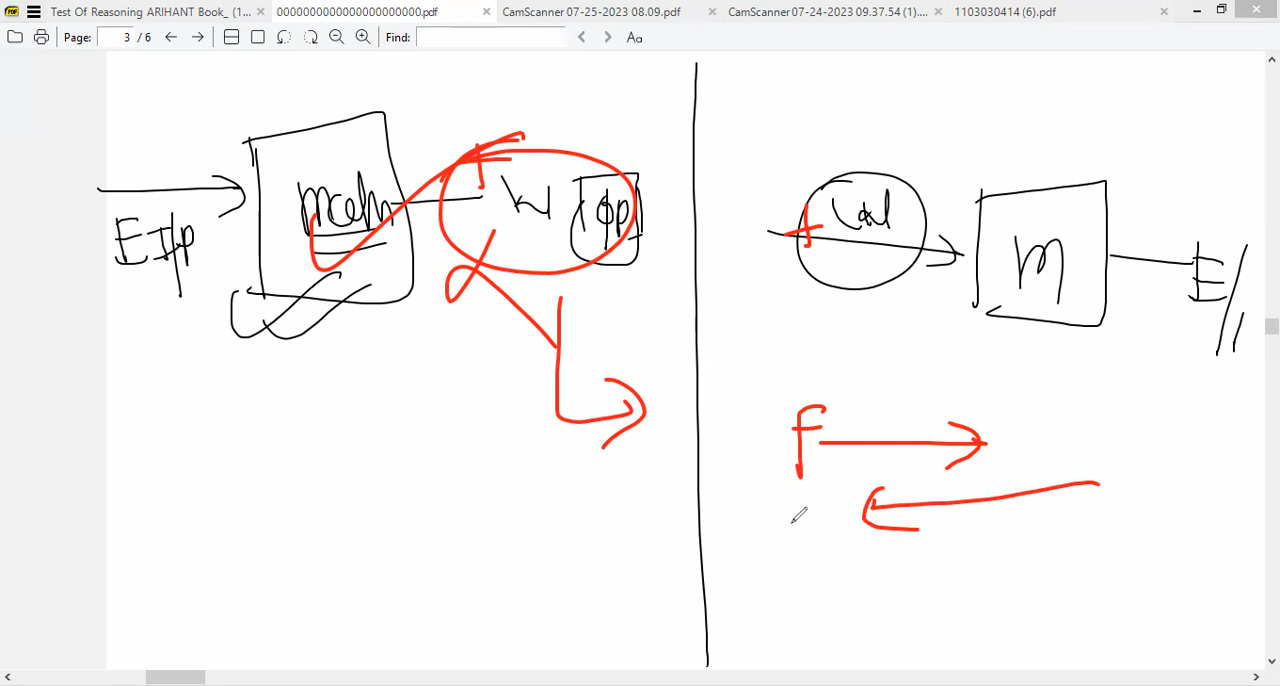 Test Of Reasoning ARIHANT Book_ (1...
0000000000000000000000.pdf
CamScanner 07-25-2023 08.09.pdf
CamScanner 07-24-2023 09.37.54 (1)....
1103030414 (6).pdf
Page: 3 / 6
Find:
Aa
W
E I/p
m
E
f